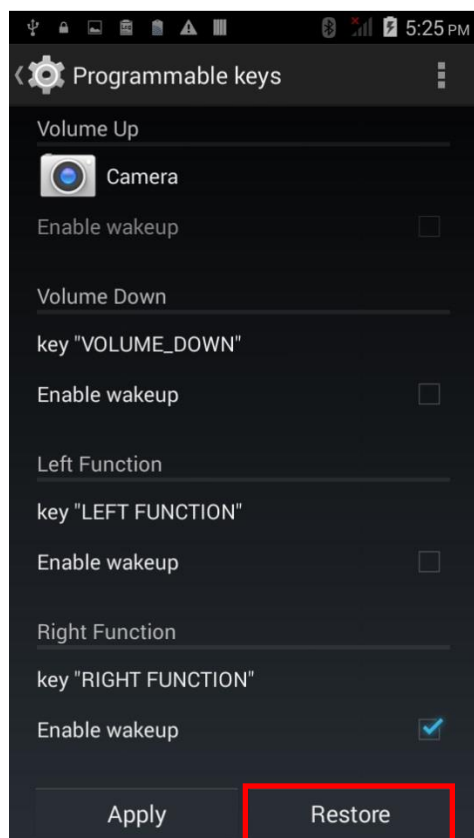 5:25 PM
Programmable keys
Volume Up
Camera
Enable wakeup
Volume Down
key "VOLUME_DOWN"
Enable wakeup
Left Function
key "LEFT FUNCTION"
Enable wakeup
Right Function
key "RIGHT FUNCTION"
Enable wakeup
Apply Restore